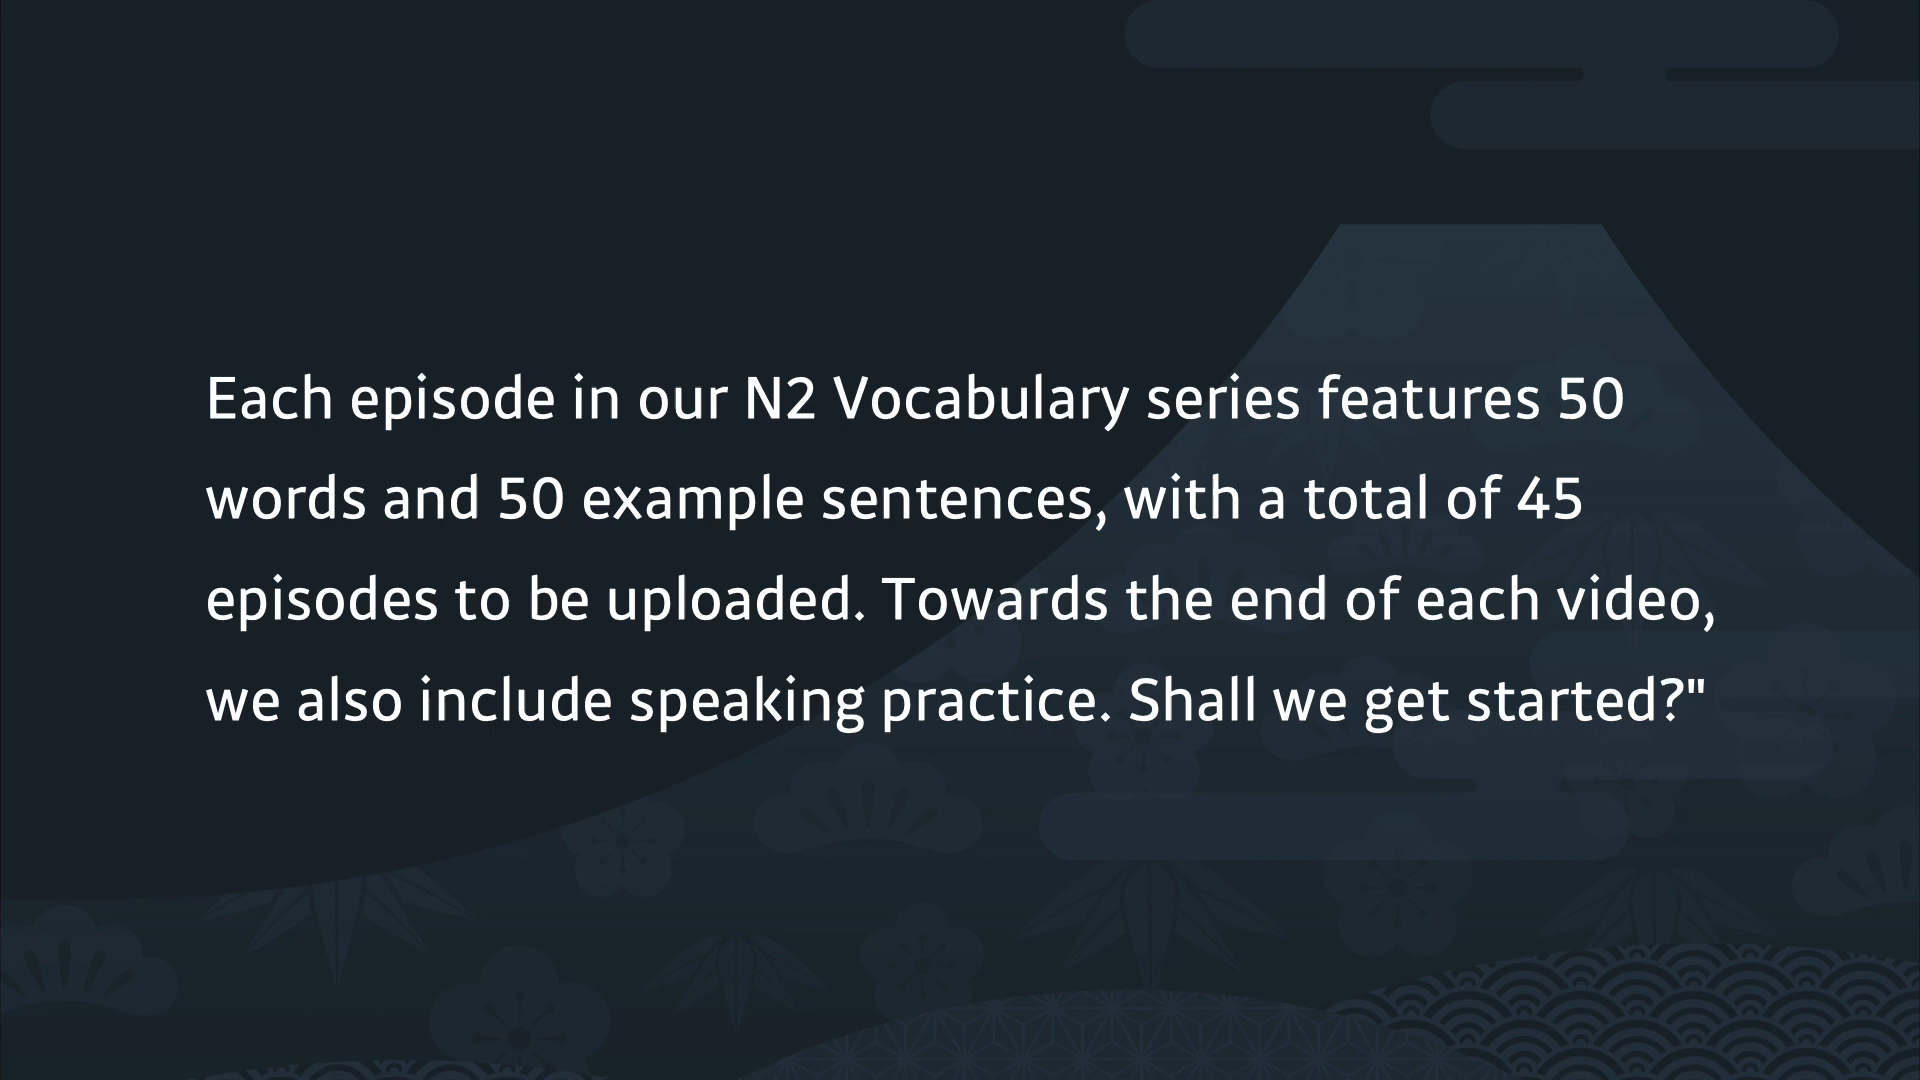 Each episode in our N2 Vocabulary series features 50
words and 50 example sentences, with a total of 45
episodes to be uploaded. Towards the end of each video,
we also include speaking practice. Shall we get started?"